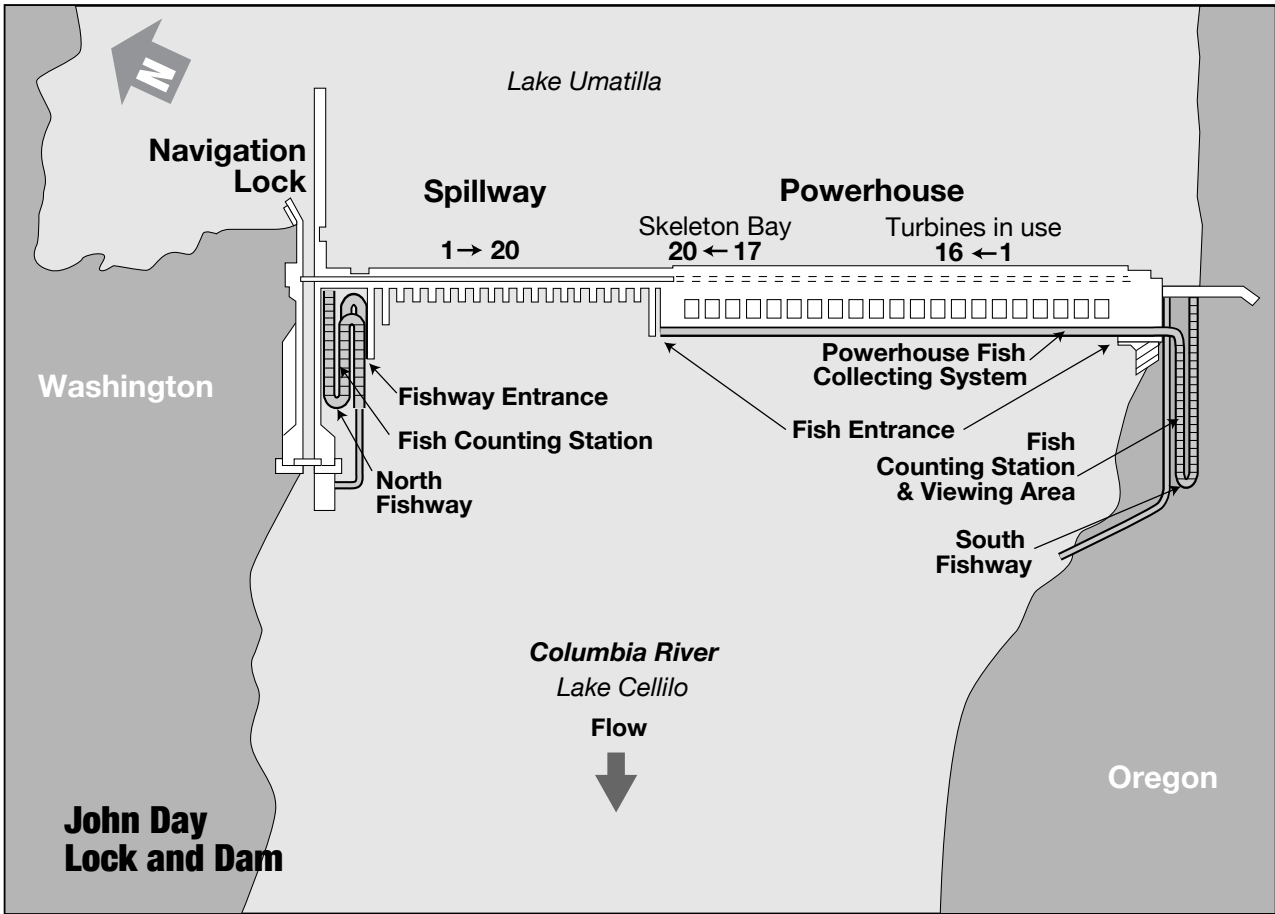 N
Lake Umatilla
Navigation
Lock
Spillway
1→ 20
Powerhouse
Skeleton Bay
20 ← 17
Turbines in use
16 ←1
Washington
Fishway Entrance
Fish Counting Station
North
Fishway
Powerhouse Fish
Collecting System
Fish Entrance
Fish
Counting Station
& Viewing Area
South
Fishway
Columbia River
Lake Cellilo
Flow
Oregon
John Day
Lock and Dam